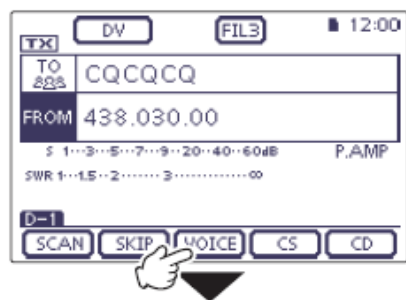 DV FIL3 12:00
TX
TO CQCQCQ
FROM 438.030.00
S 1···3···5···7···9··20··40··60dB P.AMP
SWR 1···1.5··2·······3·············∞
D-1
SCAN SKIP VOICE CS CD